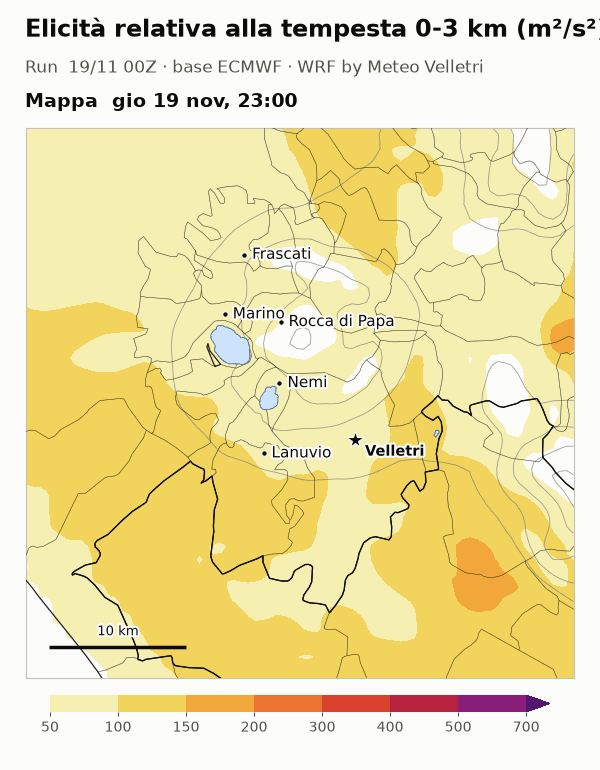 Elicità relativa alla tempesta 0-3 km (m²/s²)
Run  19/11 00Z · base ECMWF · WRF by Meteo Velletri
Mappa  gio 19 nov, 23:00
Frascati
Marino
Rocca di Papa
Nemi
Velletri
Lanuvio
10 km
50 100 150 200 300 400 500 700